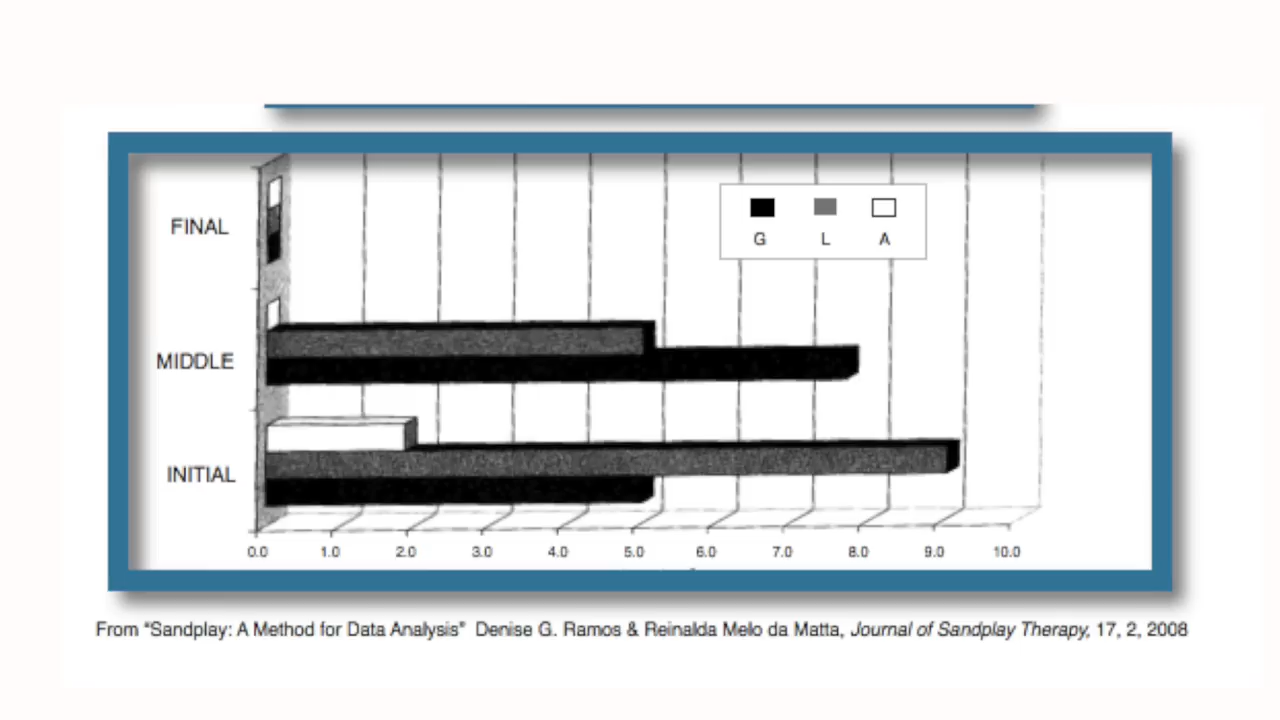 FINAL
G L A
MIDDLE
INITIAL
0.0 1.0 2.0 3.0 4.0 5.0 6.0 7.0 8.0 9.0 10.0
From “Sandplay: A Method for Data Analysis” Denise G. Ramos & Reinalda Melo da Matta, Journal of Sandplay Therapy, 17, 2, 2008